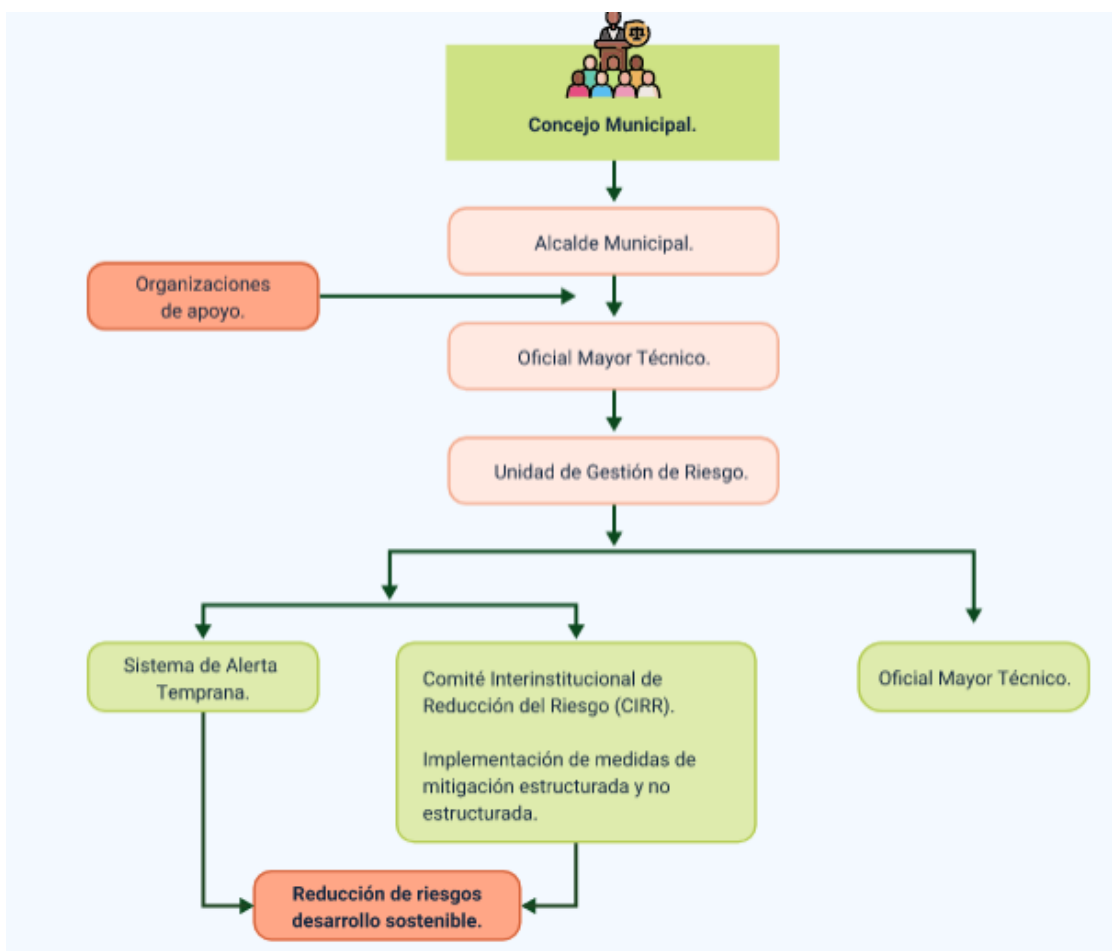 Concejo Municipal.
Alcalde Municipal.
Organizaciones
de apoyo.
Oficial Mayor Técnico.
Unidad de Gestión de Riesgo.
Sistema de Alerta
Temprana.
Comité Interinstitucional de
Reducción del Riesgo (CIRR).
Implementación de medidas de
mitigación estructurada y no
estructurada.
Oficial Mayor Técnico.
Reducción de riesgos
desarrollo sostenible.